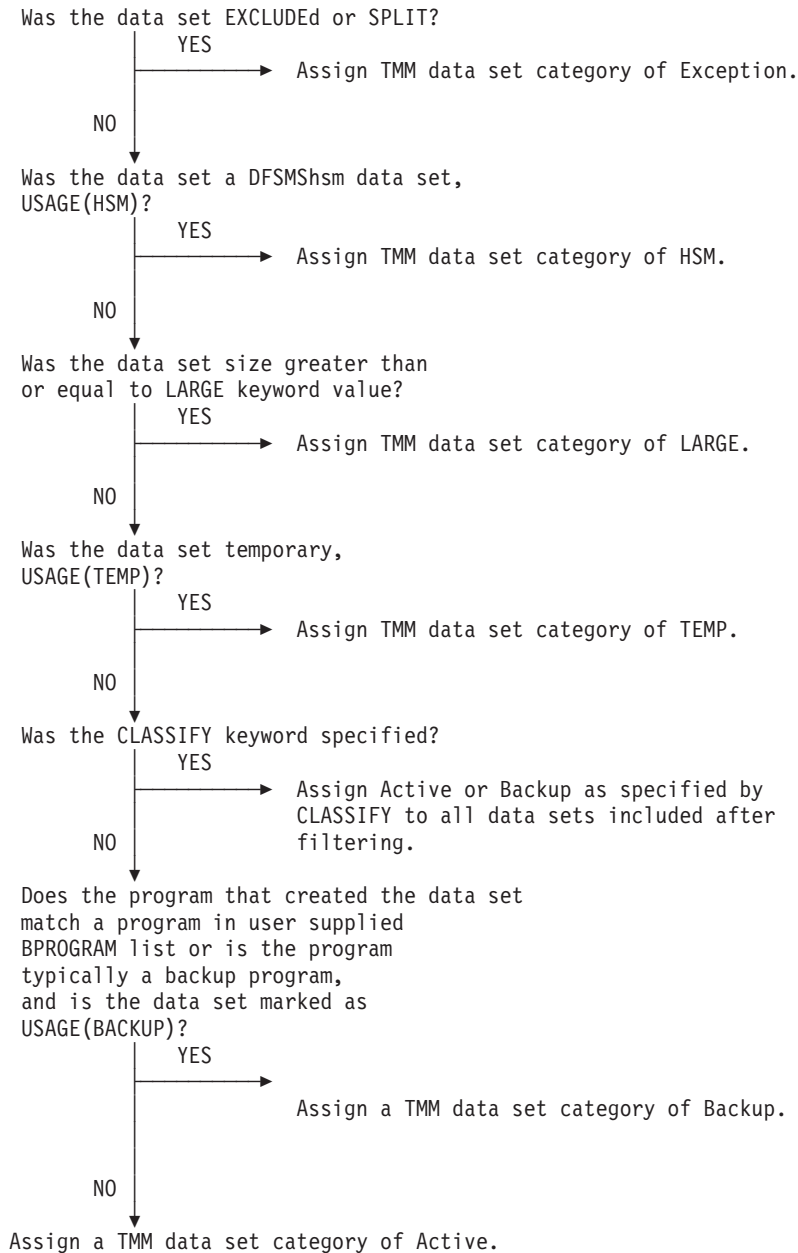 Was the data set EXCLUDEd or SPLIT?
YES
Assign TMM data set category of Exception.
NO
Was the data set a DFSMShsm data set,
USAGE(HSM)?
YES
Assign TMM data set category of HSM.
NO
Was the data set size greater than
or equal to LARGE keyword value?
YES
Assign TMM data set category of LARGE.
NO
Was the data set temporary,
USAGE(TEMP)?
YES
Assign TMM data set category of TEMP.
NO
Was the CLASSIFY keyword specified?
YES
Assign Active or Backup as specified by
CLASSIFY to all data sets included after
NO filtering.
Does the program that created the data set
match a program in user supplied
BPROGRAM list or is the program
typically a backup program,
and is the data set marked as
USAGE(BACKUP)?
YES
Assign a TMM data set category of Backup.
NO
Assign a TMM data set category of Active.